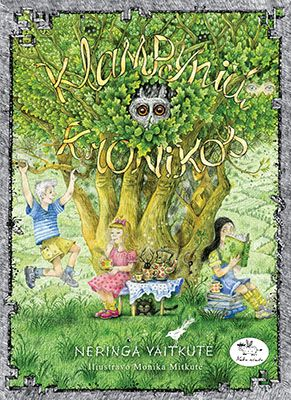 Klampynių
kronikos
NERINGA VAITKUTĖ
Iliustravo Monika Mitkutė